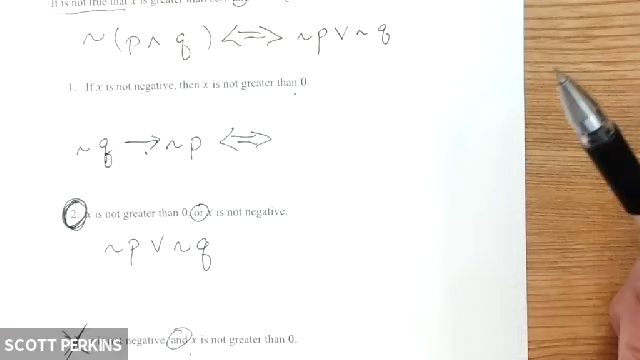 It is not true that x is greater than
~(p ∧ q) <=> ~p ∨ ~q
1. If x is not negative, then x is not greater than 0.
~q → ~p <=>
2. x is not greater than 0, or x is not negative.
~p ∨ ~q
negative, and x is not greater than 0.
SCOTT PERKINS